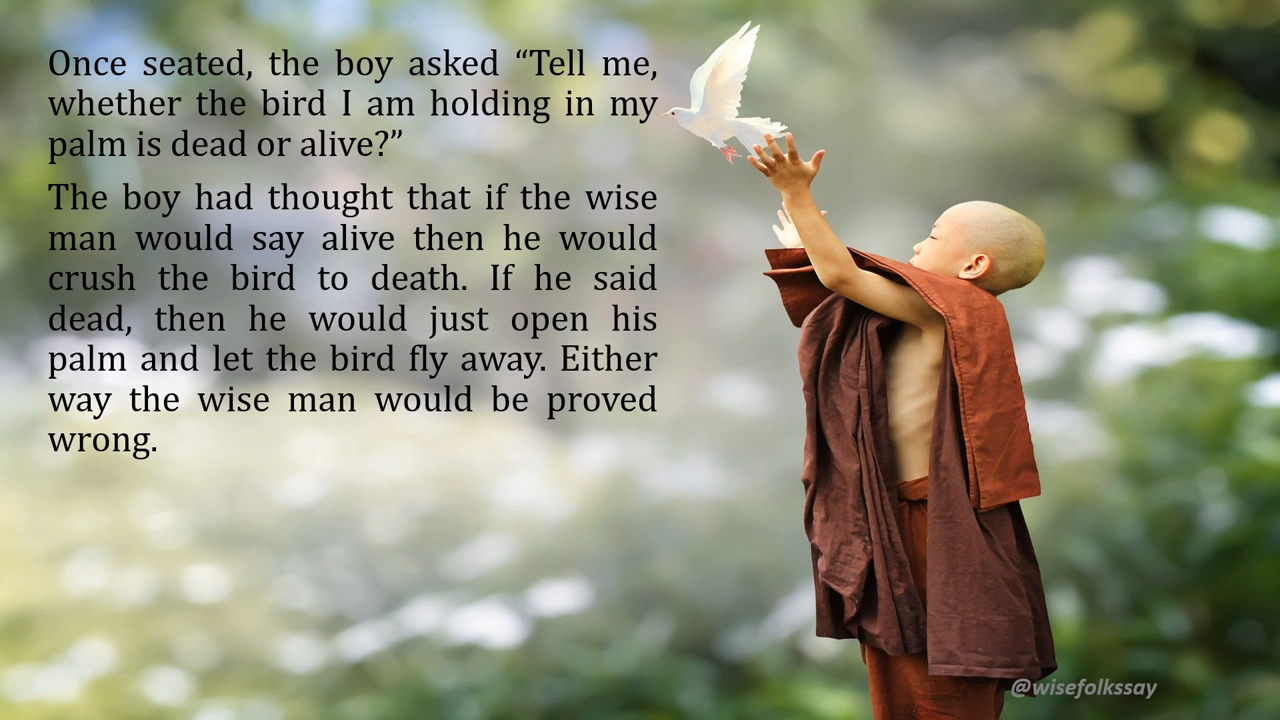 Once seated, the boy asked “Tell me,
whether the bird I am holding in my
palm is dead or alive?”
The boy had thought that if the wise
man would say alive then he would
crush the bird to death. If he said
dead, then he would just open his
palm and let the bird fly away. Either
way the wise man would be proved
wrong.
@wisefolkssay